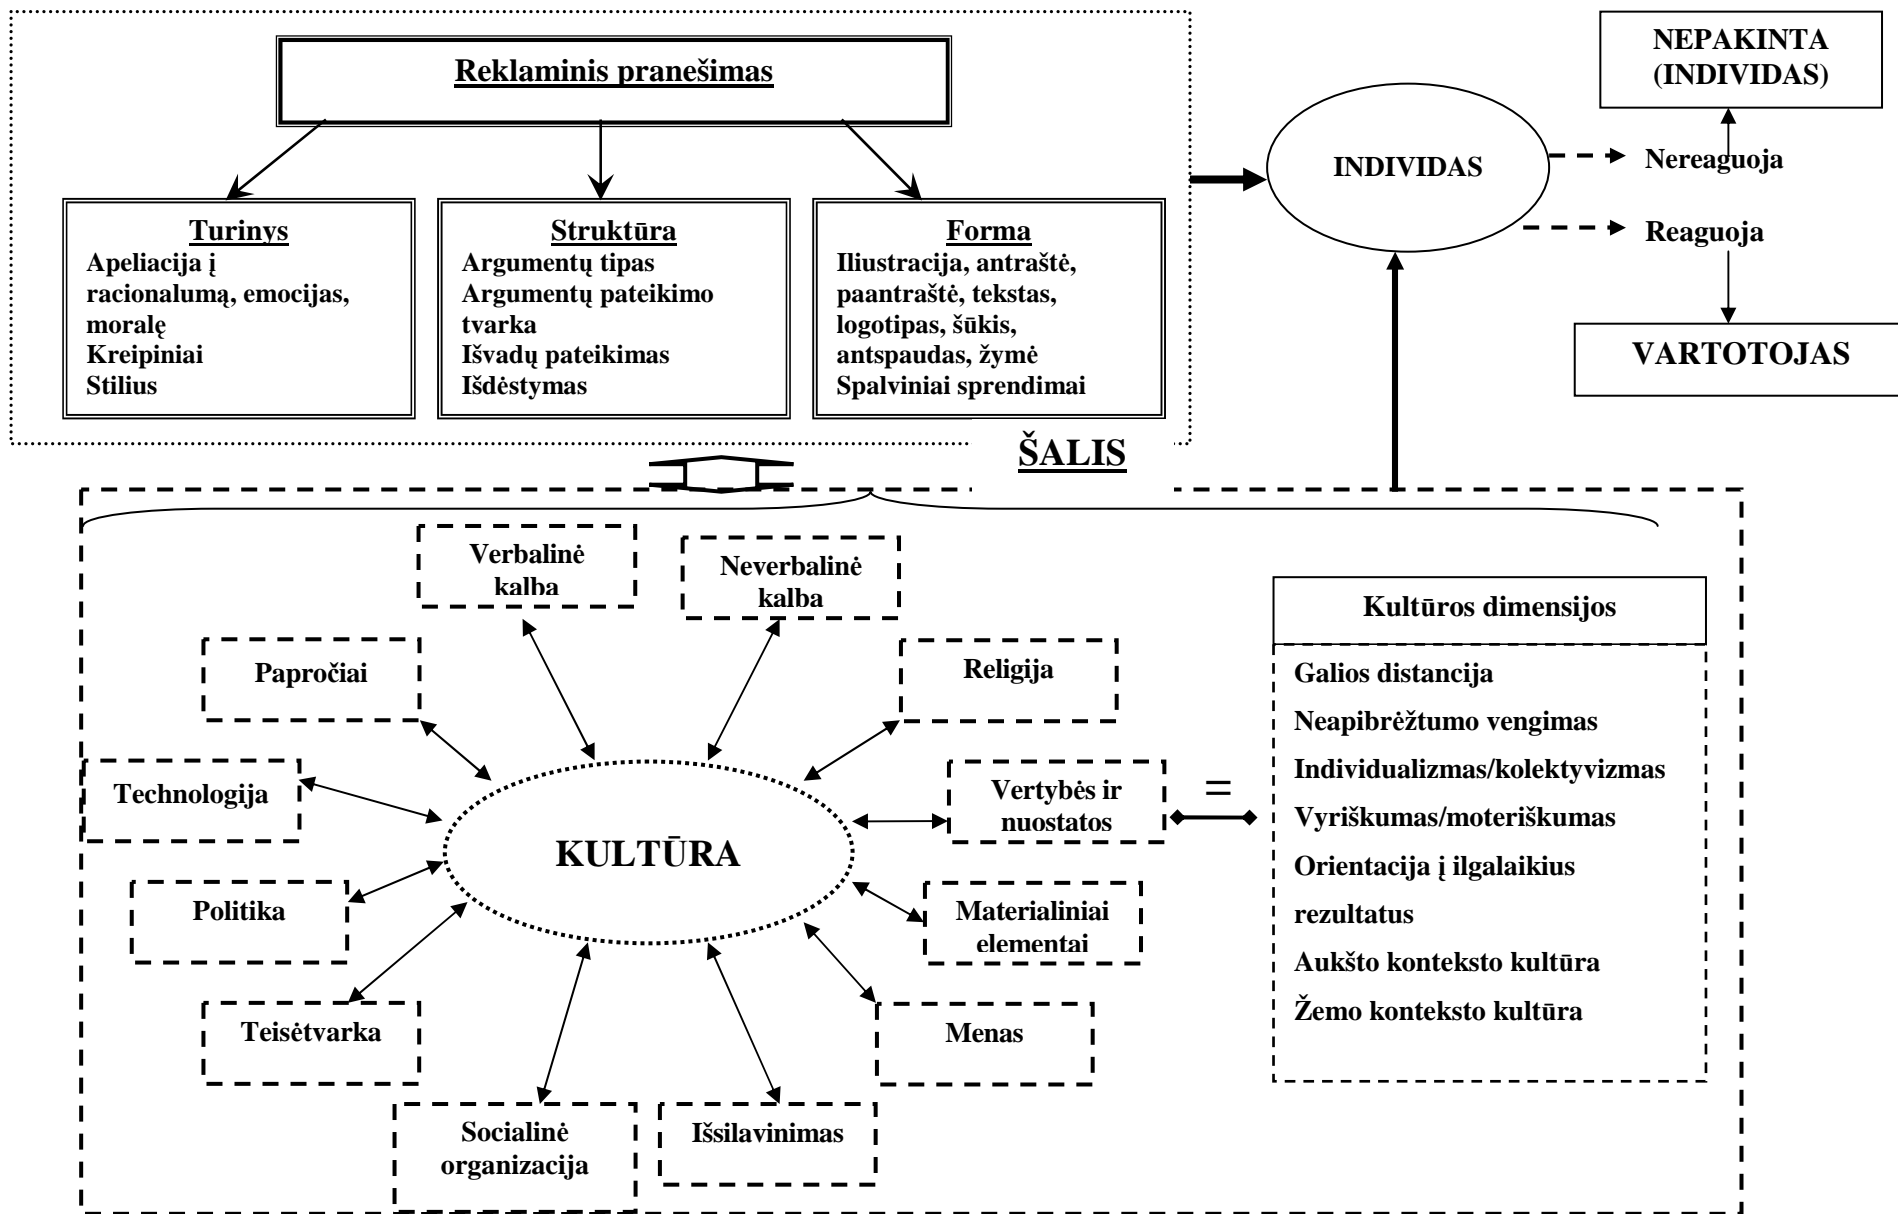 Reklaminis pranešimas
Turinys
Apeliacija į
racionalumą, emocijas,
moralę
Kreipiniai
Stilius
Struktūra
Argumentų tipas
Argumentų pateikimo
tvarka
Išvadų pateikimas
Išdėstymas
Forma
Iliustracija, antraštė,
paantraštė, tekstas,
logotipas, šūkis,
antspaudas, žymė
Spalviniai sprendimai
INDIVIDAS
NEPAKINTA
(INDIVIDAS)
Nereaguoja
Reaguoja
VARTOTOJAS
ŠALIS
Verbalinė
kalba
Neverbalinė
kalba
Papročiai
Religija
Technologija
Vertybės ir
nuostatos
=
KULTŪRA
Politika
Materialiniai
elementai
Teisėtvarka
Menas
Socialinė
organizacija
Išsilavinimas
Kultūros dimensijos
Galios distancija
Neapibrėžtumo vengimas
Individualizmas/kolektyvizmas
Vyriškumas/moteriškumas
Orientacija į ilgalaikius
rezultatus
Aukšto konteksto kultūra
Žemo konteksto kultūra